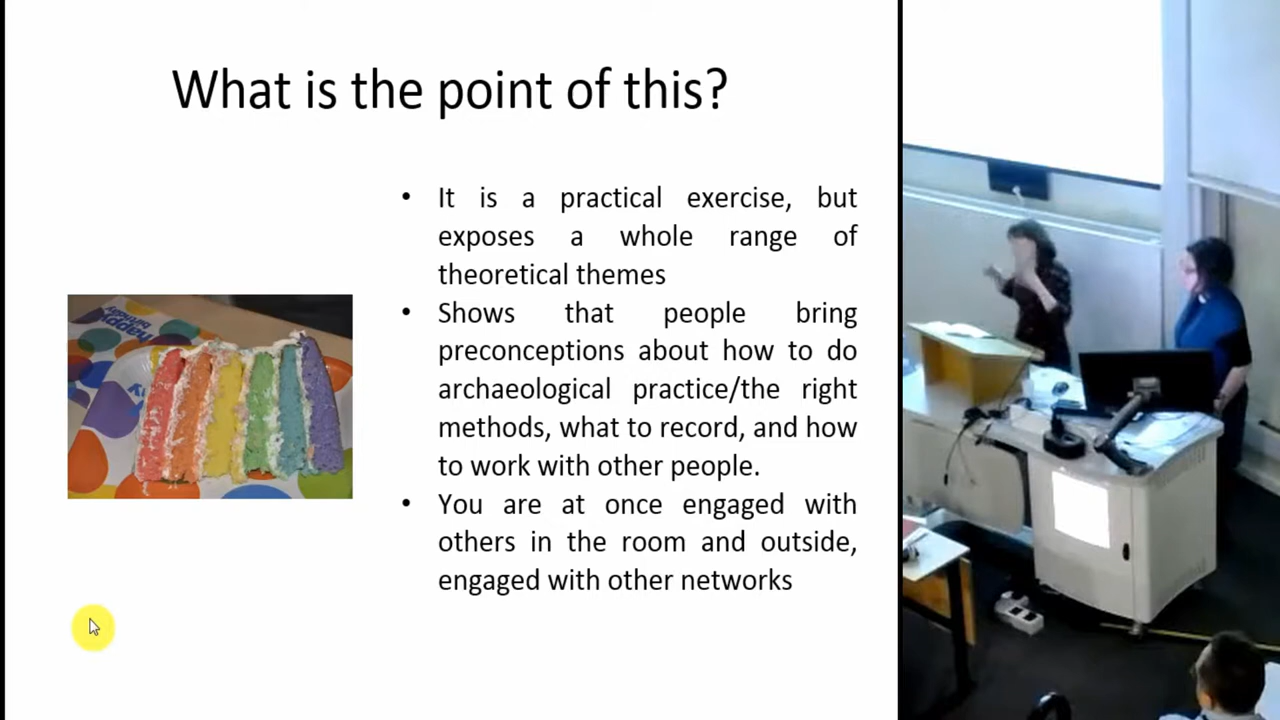 What is the point of this?
• It is a practical exercise, but
exposes a whole range of
theoretical themes
• Shows that people bring
preconceptions about how to do
archaeological practice/the right
methods, what to record, and how
to work with other people.
• You are at once engaged with
others in the room and outside,
engaged with other networks
happy
birthday